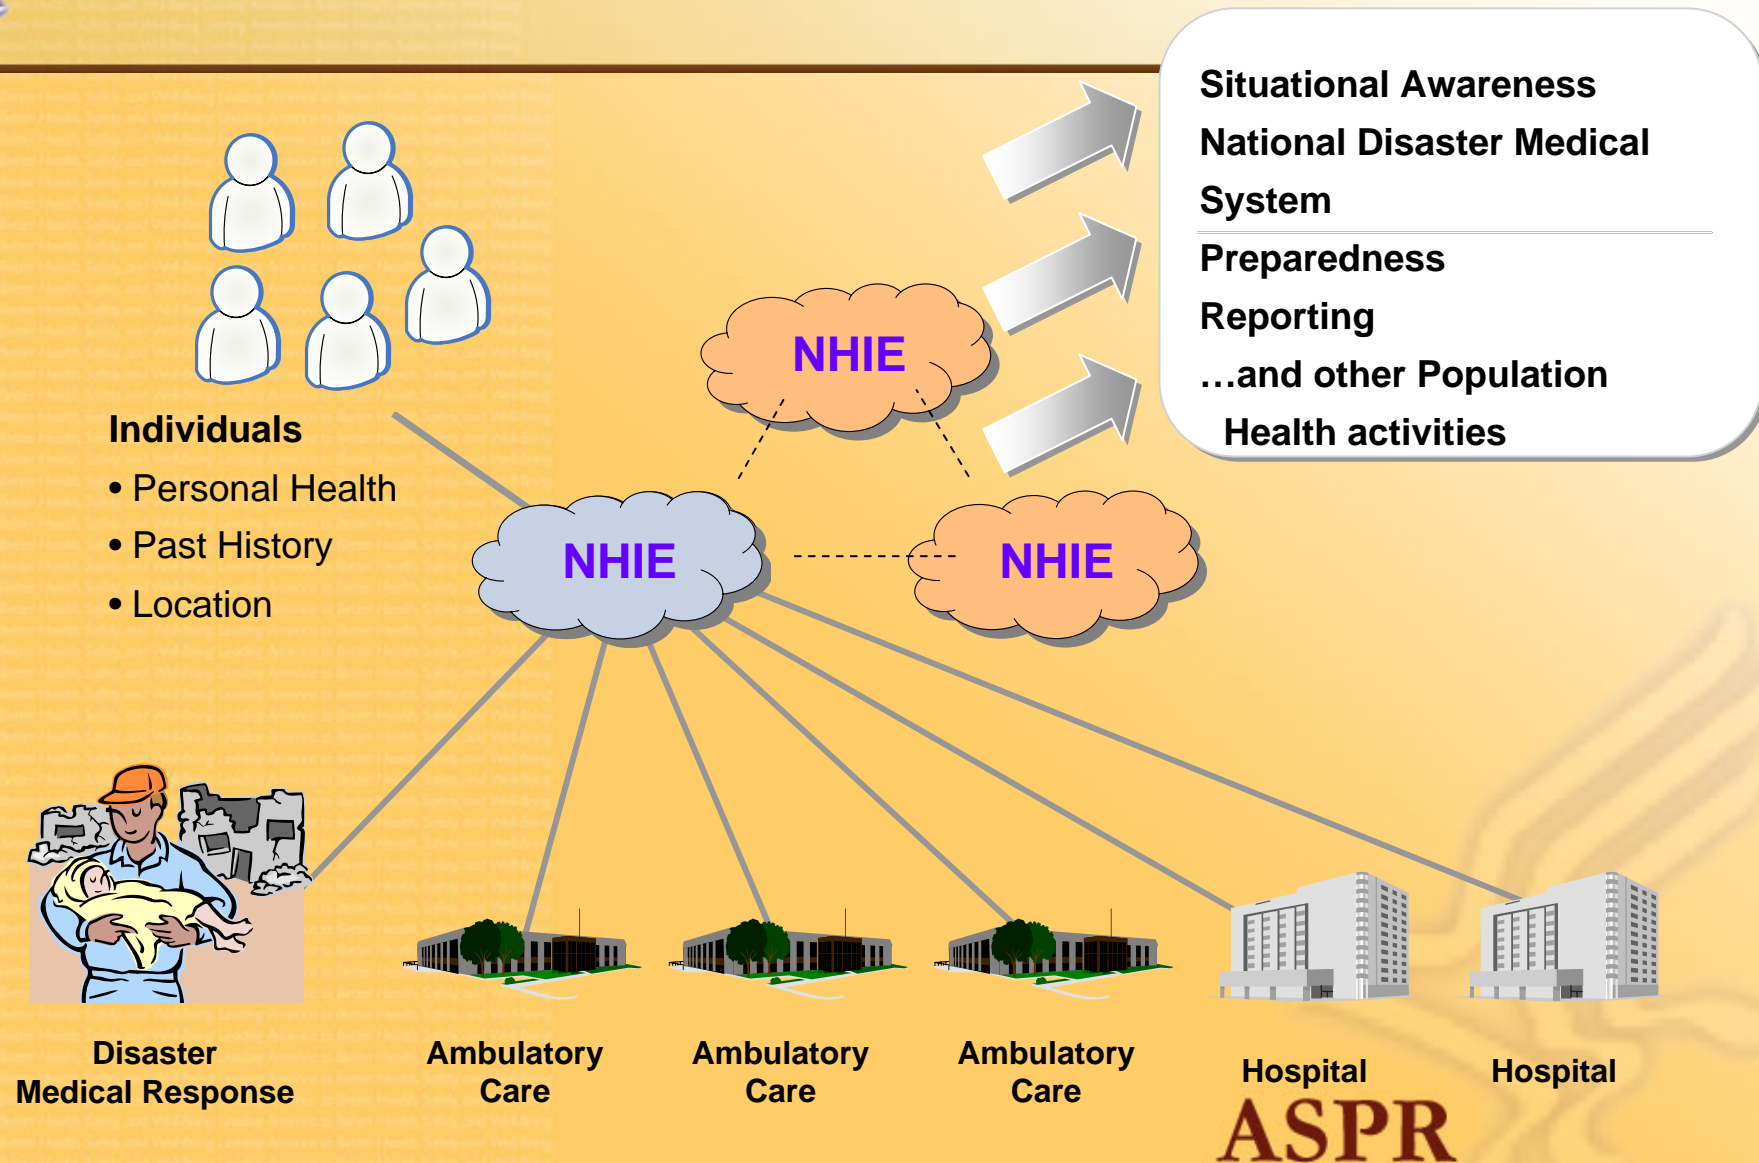 Situational Awareness
National Disaster Medical
System
Preparedness
Reporting
…and other Population
Health activities
NHIE
Individuals
• Personal Health
• Past History
• Location
NHIE
NHIE
Disaster
Medical Response
Ambulatory
Care
Ambulatory
Care
Ambulatory
Care
Hospital
Hospital
ASPR